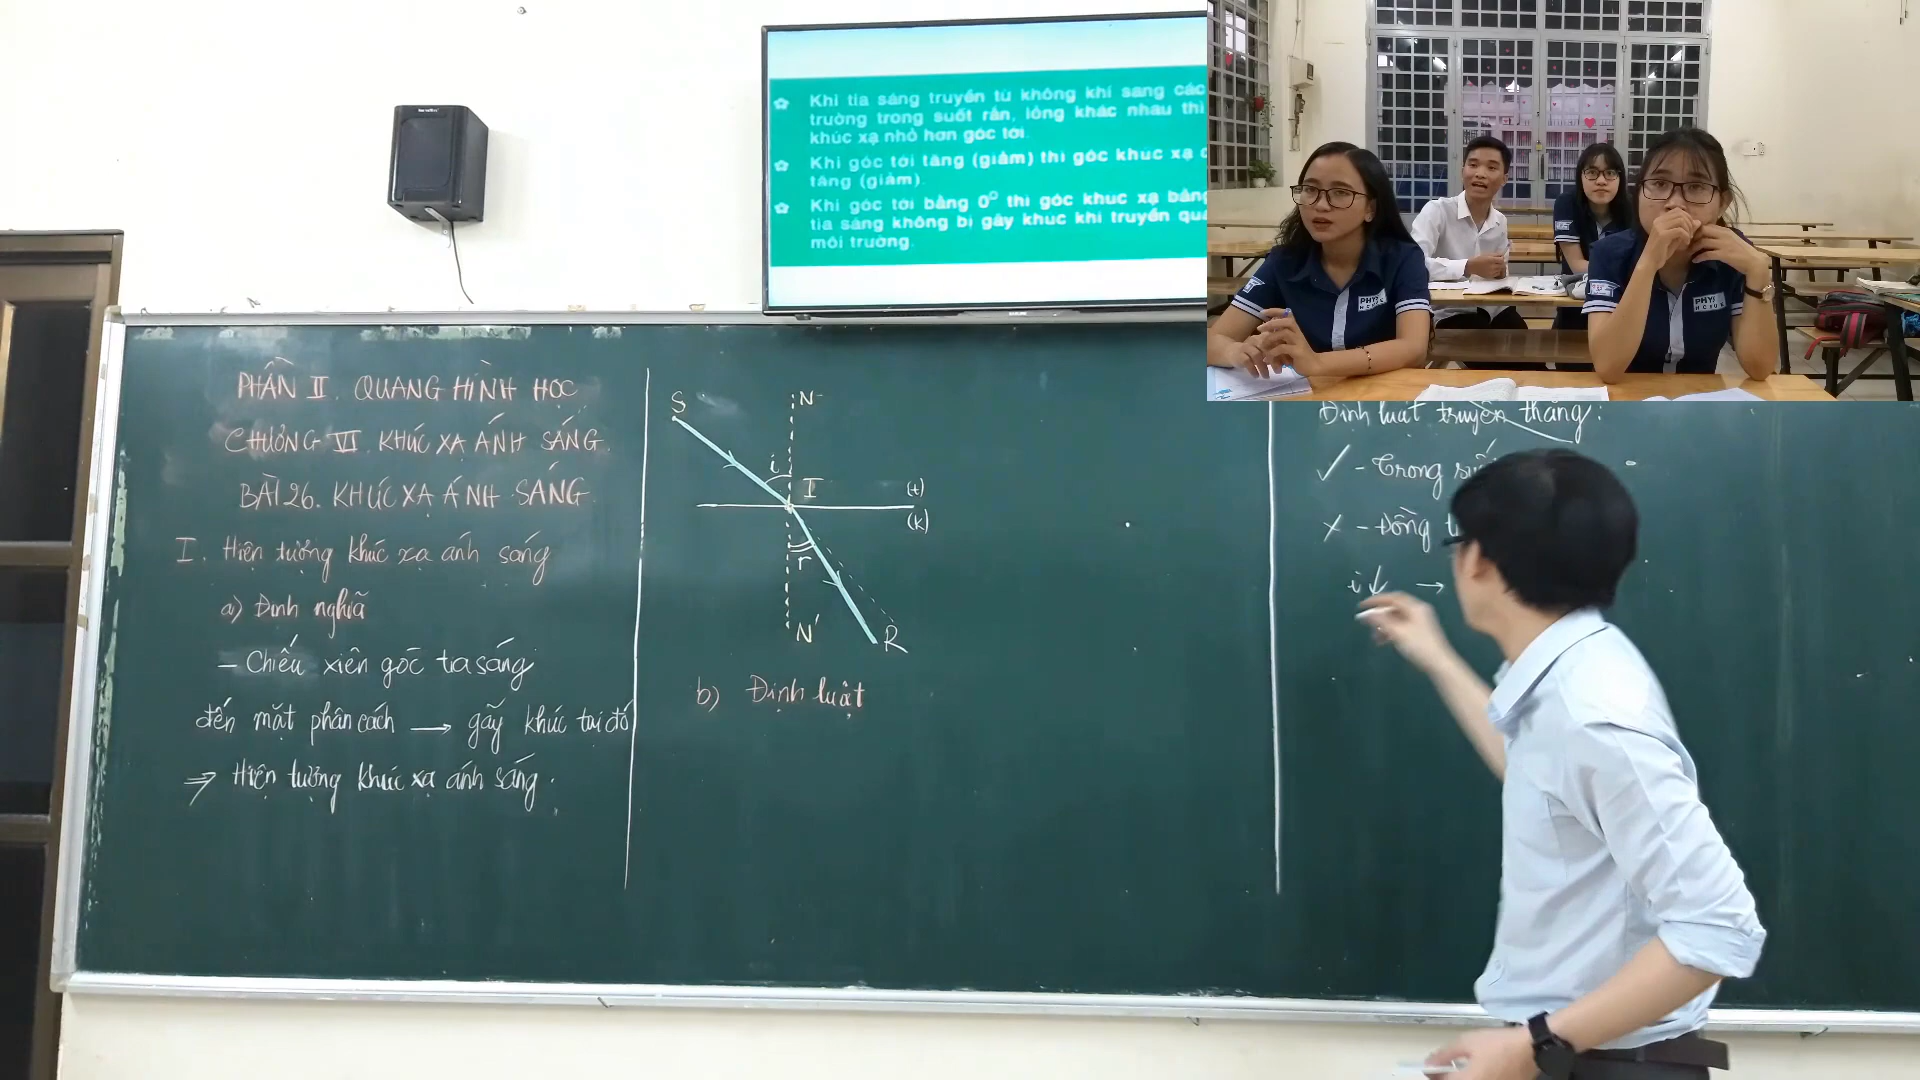 Khi tia sáng truyền từ không khí sang các
trường trong suốt rắn, lỏng khác nhau thì
khúc xạ nhỏ hơn góc tới.
Khi góc tới tăng (giảm) thì góc khúc xạ c
tăng (giảm).
Khi góc tới bằng 0° thì góc khúc xạ bằng
tia sáng không bị gãy khúc khi truyền qua
môi trường.
PHẦN II. QUANG HÌNH HỌC
CHƯƠNG VI. KHÚC XẠ ÁNH SÁNG.
BÀI 26. KHÚC XẠ ÁNH SÁNG
I. Hiện tượng khúc xạ ánh sáng
a) Định nghĩa
- Chiếu xiên góc tia sáng
đến mặt phân cách → gãy khúc tại đó
⇒ Hiện tượng khúc xạ ánh sáng.
S
N
i
I
(t)
(k)
r
N'
R
b) Định luật
Định luật truyền thẳng:
✓ - Trong su
x - Đồng t
i↓ →
PHYS
PHYS